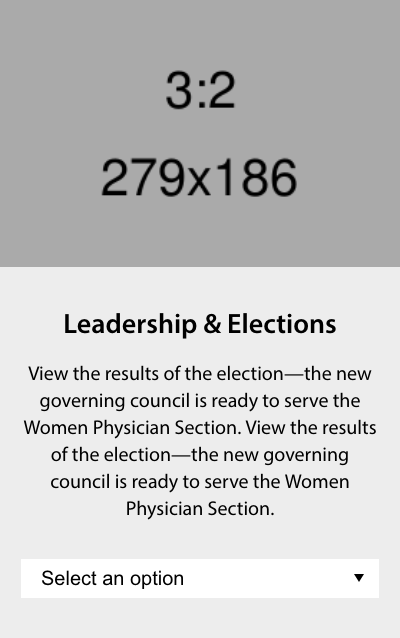 3:2
279x186
Leadership & Elections
View the results of the election—the new
governing council is ready to serve the
Women Physician Section. View the results
of the election—the new governing
council is ready to serve the Women
Physician Section.
Select an option